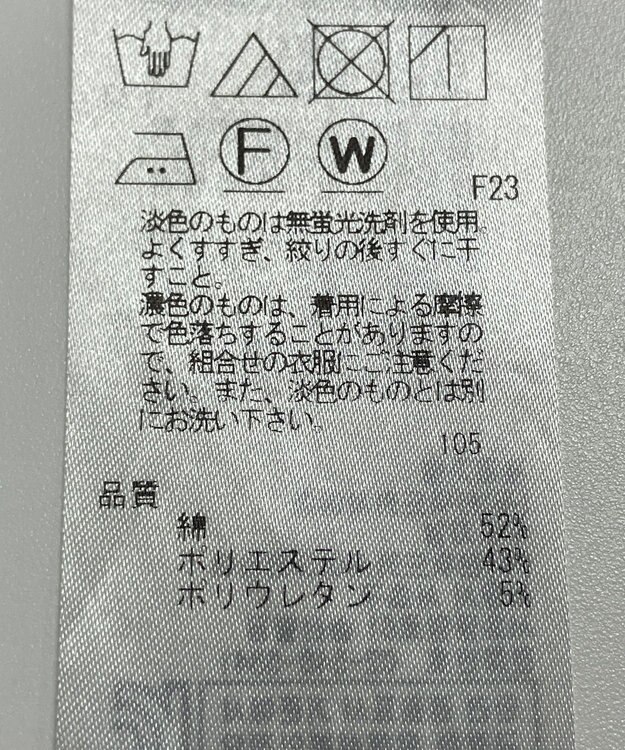 F
W
F23
淡色のものは無蛍光洗剤を使用
よくすすぎ、絞りの後すぐに干
すこと。
濃色のものは、着用による摩擦
で色落ちすることがありますの
で、組合せの衣服にご注意くだ
さい。また、淡色のものとは別
にお洗い下さい。
105
品質
綿 52%
ポリエステル 43%
ポリウレタン 5%